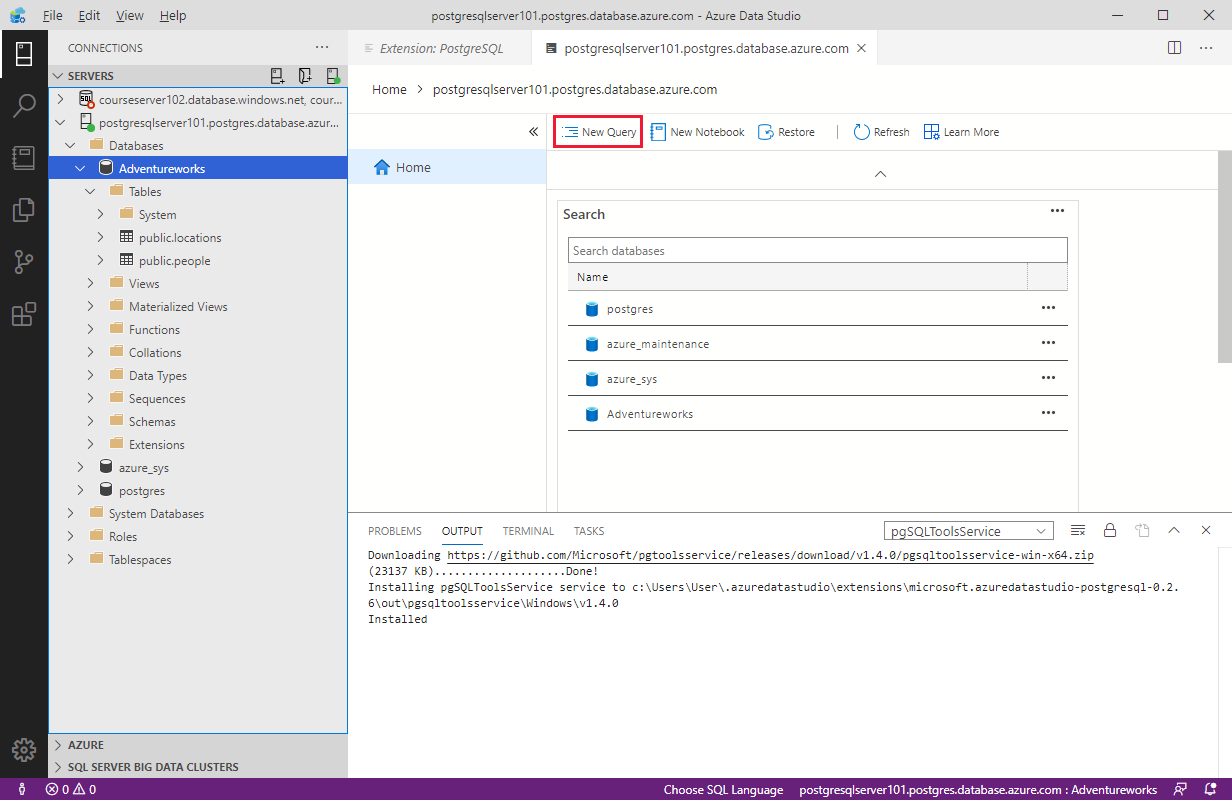 File Edit View Help
postgresqlserver101.postgres.database.azure.com - Azure Data Studio
CONNECTIONS
SERVERS
SQL
courseserver102.database.windows.net, cour...
postgresqlserver101.postgres.database.azur...
Databases
Adventureworks
Tables
System
public.locations
public.people
Views
Materialized Views
Functions
Collations
Data Types
Sequences
Schemas
Extensions
azure_sys
postgres
System Databases
Roles
Tablespaces
AZURE
SQL SERVER BIG DATA CLUSTERS
Extension: PostgreSQL
postgresqlserver101.postgres.database.azure.com
Home > postgresqlserver101.postgres.database.azure.com
New Query New Notebook Restore | Refresh Learn More
Home
Search
Search databases
Name
postgres
azure_maintenance
azure_sys
Adventureworks
PROBLEMS OUTPUT TERMINAL TASKS
pgSQLToolsService
Downloading https://github.com/Microsoft/pgtoolsservice/releases/download/v1.4.0/pgsqltoolsservice-win-x64.zip
(23137 KB)....................Done!
Installing pgSQLToolsService service to c:\Users\User\.azuredatastudio\extensions\microsoft.azuredatastudio-postgresql-0.2.
6\out\pgsqltoolsservice\Windows\v1.4.0
Installed
0 0
Choose SQL Language postgresqlserver101.postgres.database.azure.com : Adventureworks